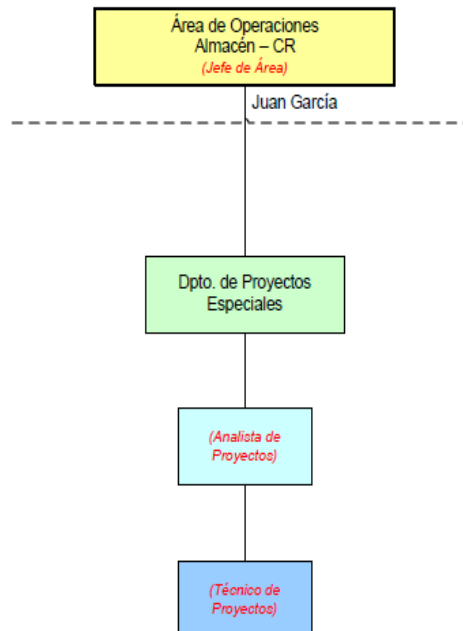 Área de Operaciones
Almacén – CR
(Jefe de Área)
Juan García
Dpto. de Proyectos
Especiales
(Analista de
Proyectos)
(Técnico de
Proyectos)